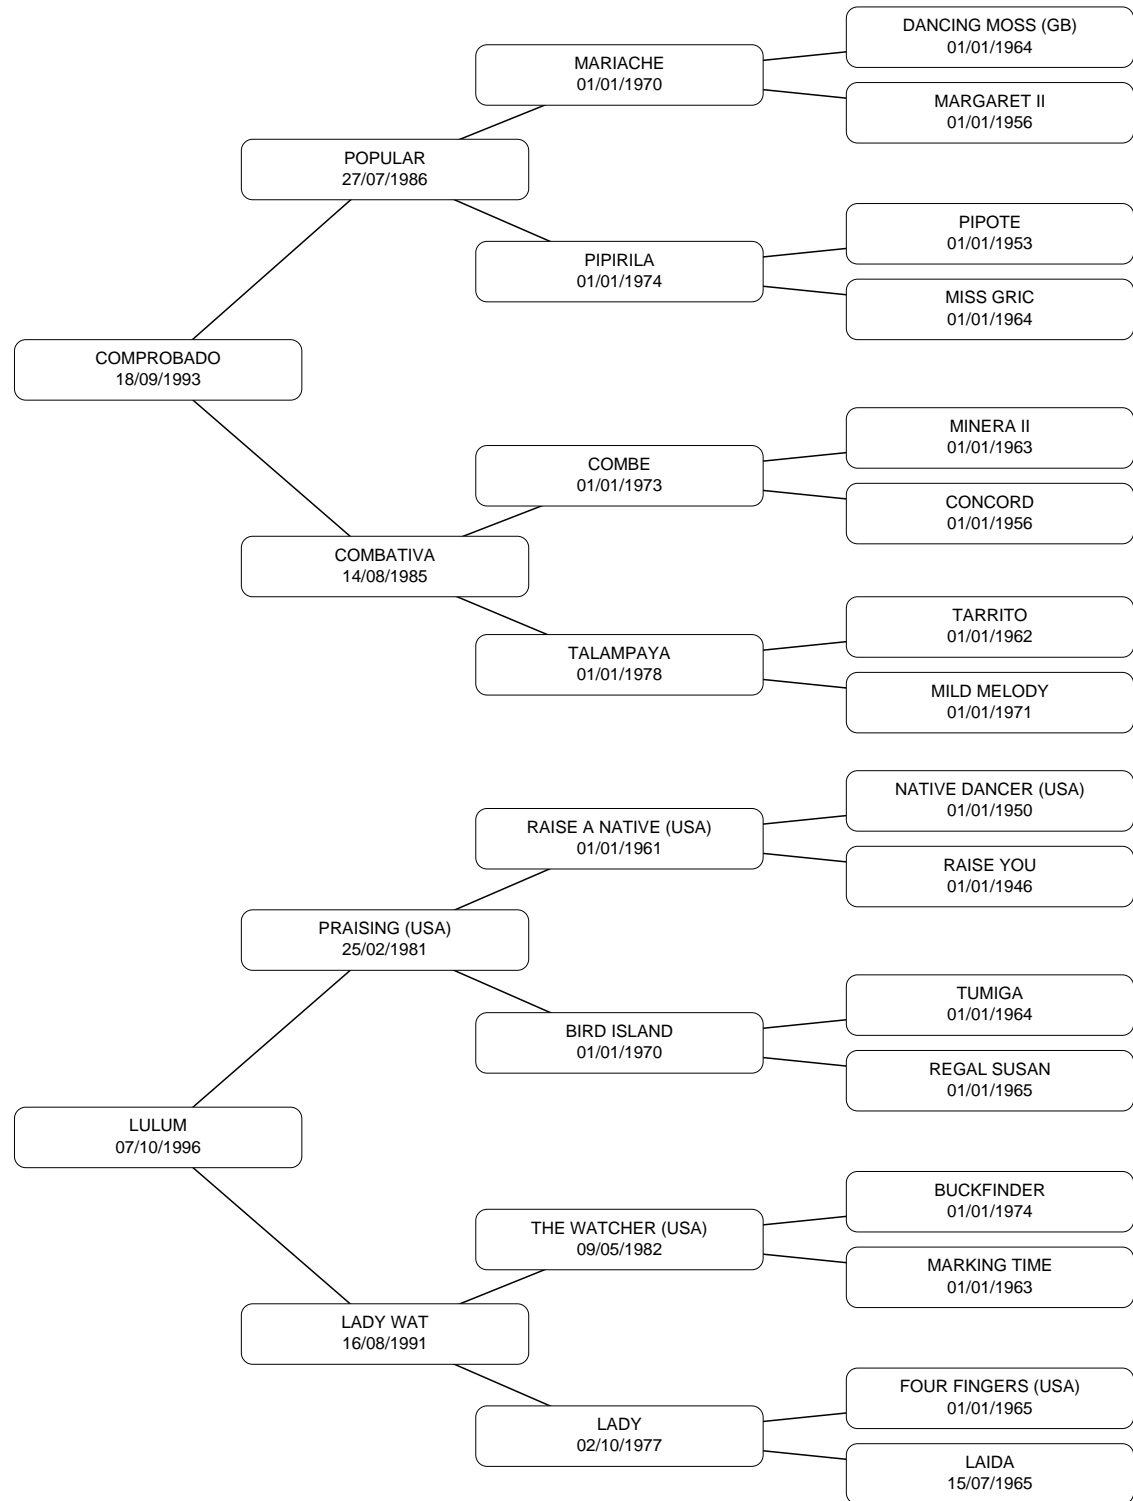 DANCING MOSS (GB)
01/01/1964
MARIACHE
01/01/1970
MARGARET II
01/01/1956
POPULAR
27/07/1986
PIPOTE
01/01/1953
PIPIRILA
01/01/1974
MISS GRIC
01/01/1964
COMPROBADO
18/09/1993
MINERA II
01/01/1963
COMBE
01/01/1973
CONCORD
01/01/1956
COMBATIVA
14/08/1985
TARRITO
01/01/1962
TALAMPAYA
01/01/1978
MILD MELODY
01/01/1971
NATIVE DANCER (USA)
01/01/1950
RAISE A NATIVE (USA)
01/01/1961
RAISE YOU
01/01/1946
PRAISING (USA)
25/02/1981
TUMIGA
01/01/1964
BIRD ISLAND
01/01/1970
REGAL SUSAN
01/01/1965
LULUM
07/10/1996
BUCKFINDER
01/01/1974
THE WATCHER (USA)
09/05/1982
MARKING TIME
01/01/1963
LADY WAT
16/08/1991
FOUR FINGERS (USA)
01/01/1965
LADY
02/10/1977
LAIDA
15/07/1965